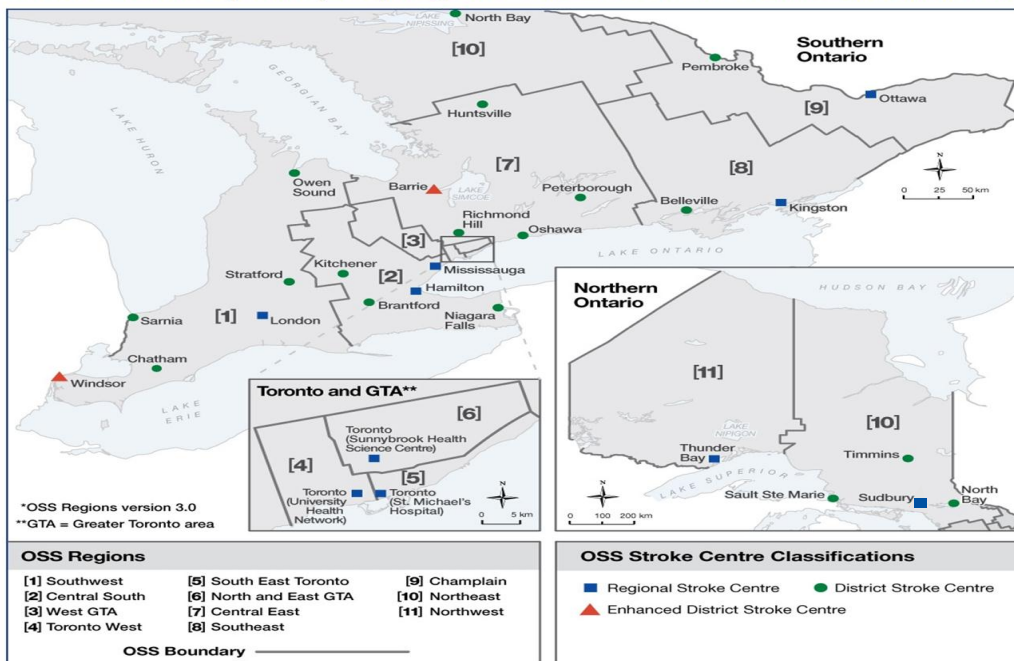 LAKE NIPISSING
North Bay
[10]
Southern
Ontario
Pembroke
GEORGIAN BAY
Huntsville
Ottawa
[9]
LAKE HURON
[7]
[8]
Owen
Sound
Barrie
LAKE
SIMCOE
Peterborough
Belleville
Kingston
N
0 25 50 km
Richmond
Hill
[3]
Oshawa
LAKE ONTARIO
Mississauga
Kitchener
[2]
Stratford
Hamilton
Brantford
Niagara
Falls
Sarnia
[1]
London
Chatham
Windsor
LAKE
ERIE
Northern
Ontario
HUDSON BAY
[11]
LAKE
NIPIGON
[10]
Thunder
Bay
Timmins
LAKE SUPERIOR
Sault Ste Marie
Sudbury
North
Bay
N
0 100 200 km
Toronto and GTA**
[6]
Toronto
(Sunnybrook Health
Science Centre)
[4]
[5]
Toronto
(University
Health
Network)
Toronto
(St. Michael's
Hospital)
N
0 5 km
*OSS Regions version 3.0
**GTA = Greater Toronto area
OSS Regions
[1] Southwest
[2] Central South
[3] West GTA
[4] Toronto West
[5] South East Toronto
[6] North and East GTA
[7] Central East
[8] Southeast
[9] Champlain
[10] Northeast
[11] Northwest
OSS Boundary
OSS Stroke Centre Classifications
Regional Stroke Centre
District Stroke Centre
Enhanced District Stroke Centre